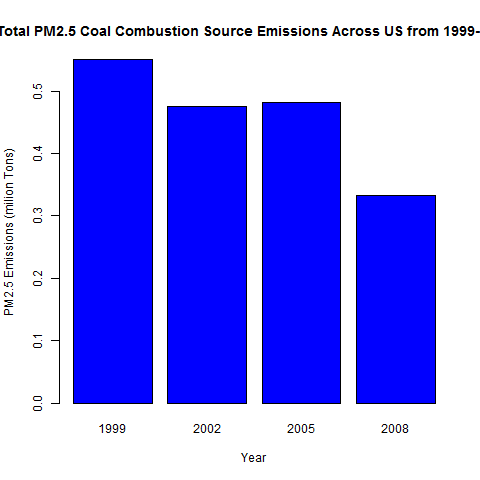 Total PM2.5 Coal Combustion Source Emissions Across US from 1999-
PM2.5 Emissions (milion Tons)
0.5
0.4
0.3
0.2
0.1
0.0
1999 2002 2005 2008
Year